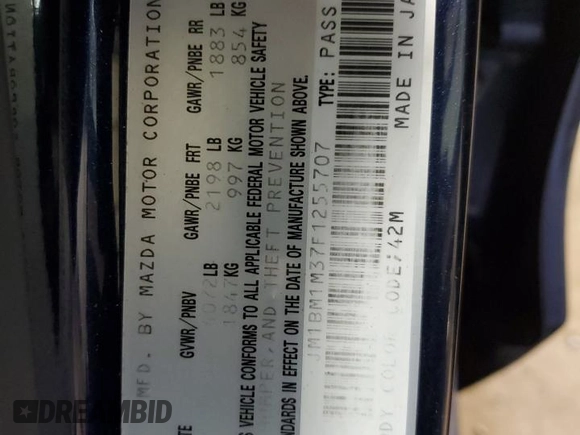 MFD. BY MAZDA MOTOR CORPORATION
GVWR/PNBV GAWR/PNBE FRT GAWR/PNBE RR
LB 2198 LB 1883 LB
1847KG 997 KG 854 KG
VEHICLE CONFORMS TO ALL APPLICABLE FEDERAL MOTOR VEHICLE SAFETY
AND THEFT PREVENTION
IN EFFECT ON THE DATE OF MANUFACTURE SHOWN ABOVE.
JM1BM1M37F1255707 TYPE: PASS
CODE:42M MADE IN JA
DREAMBID